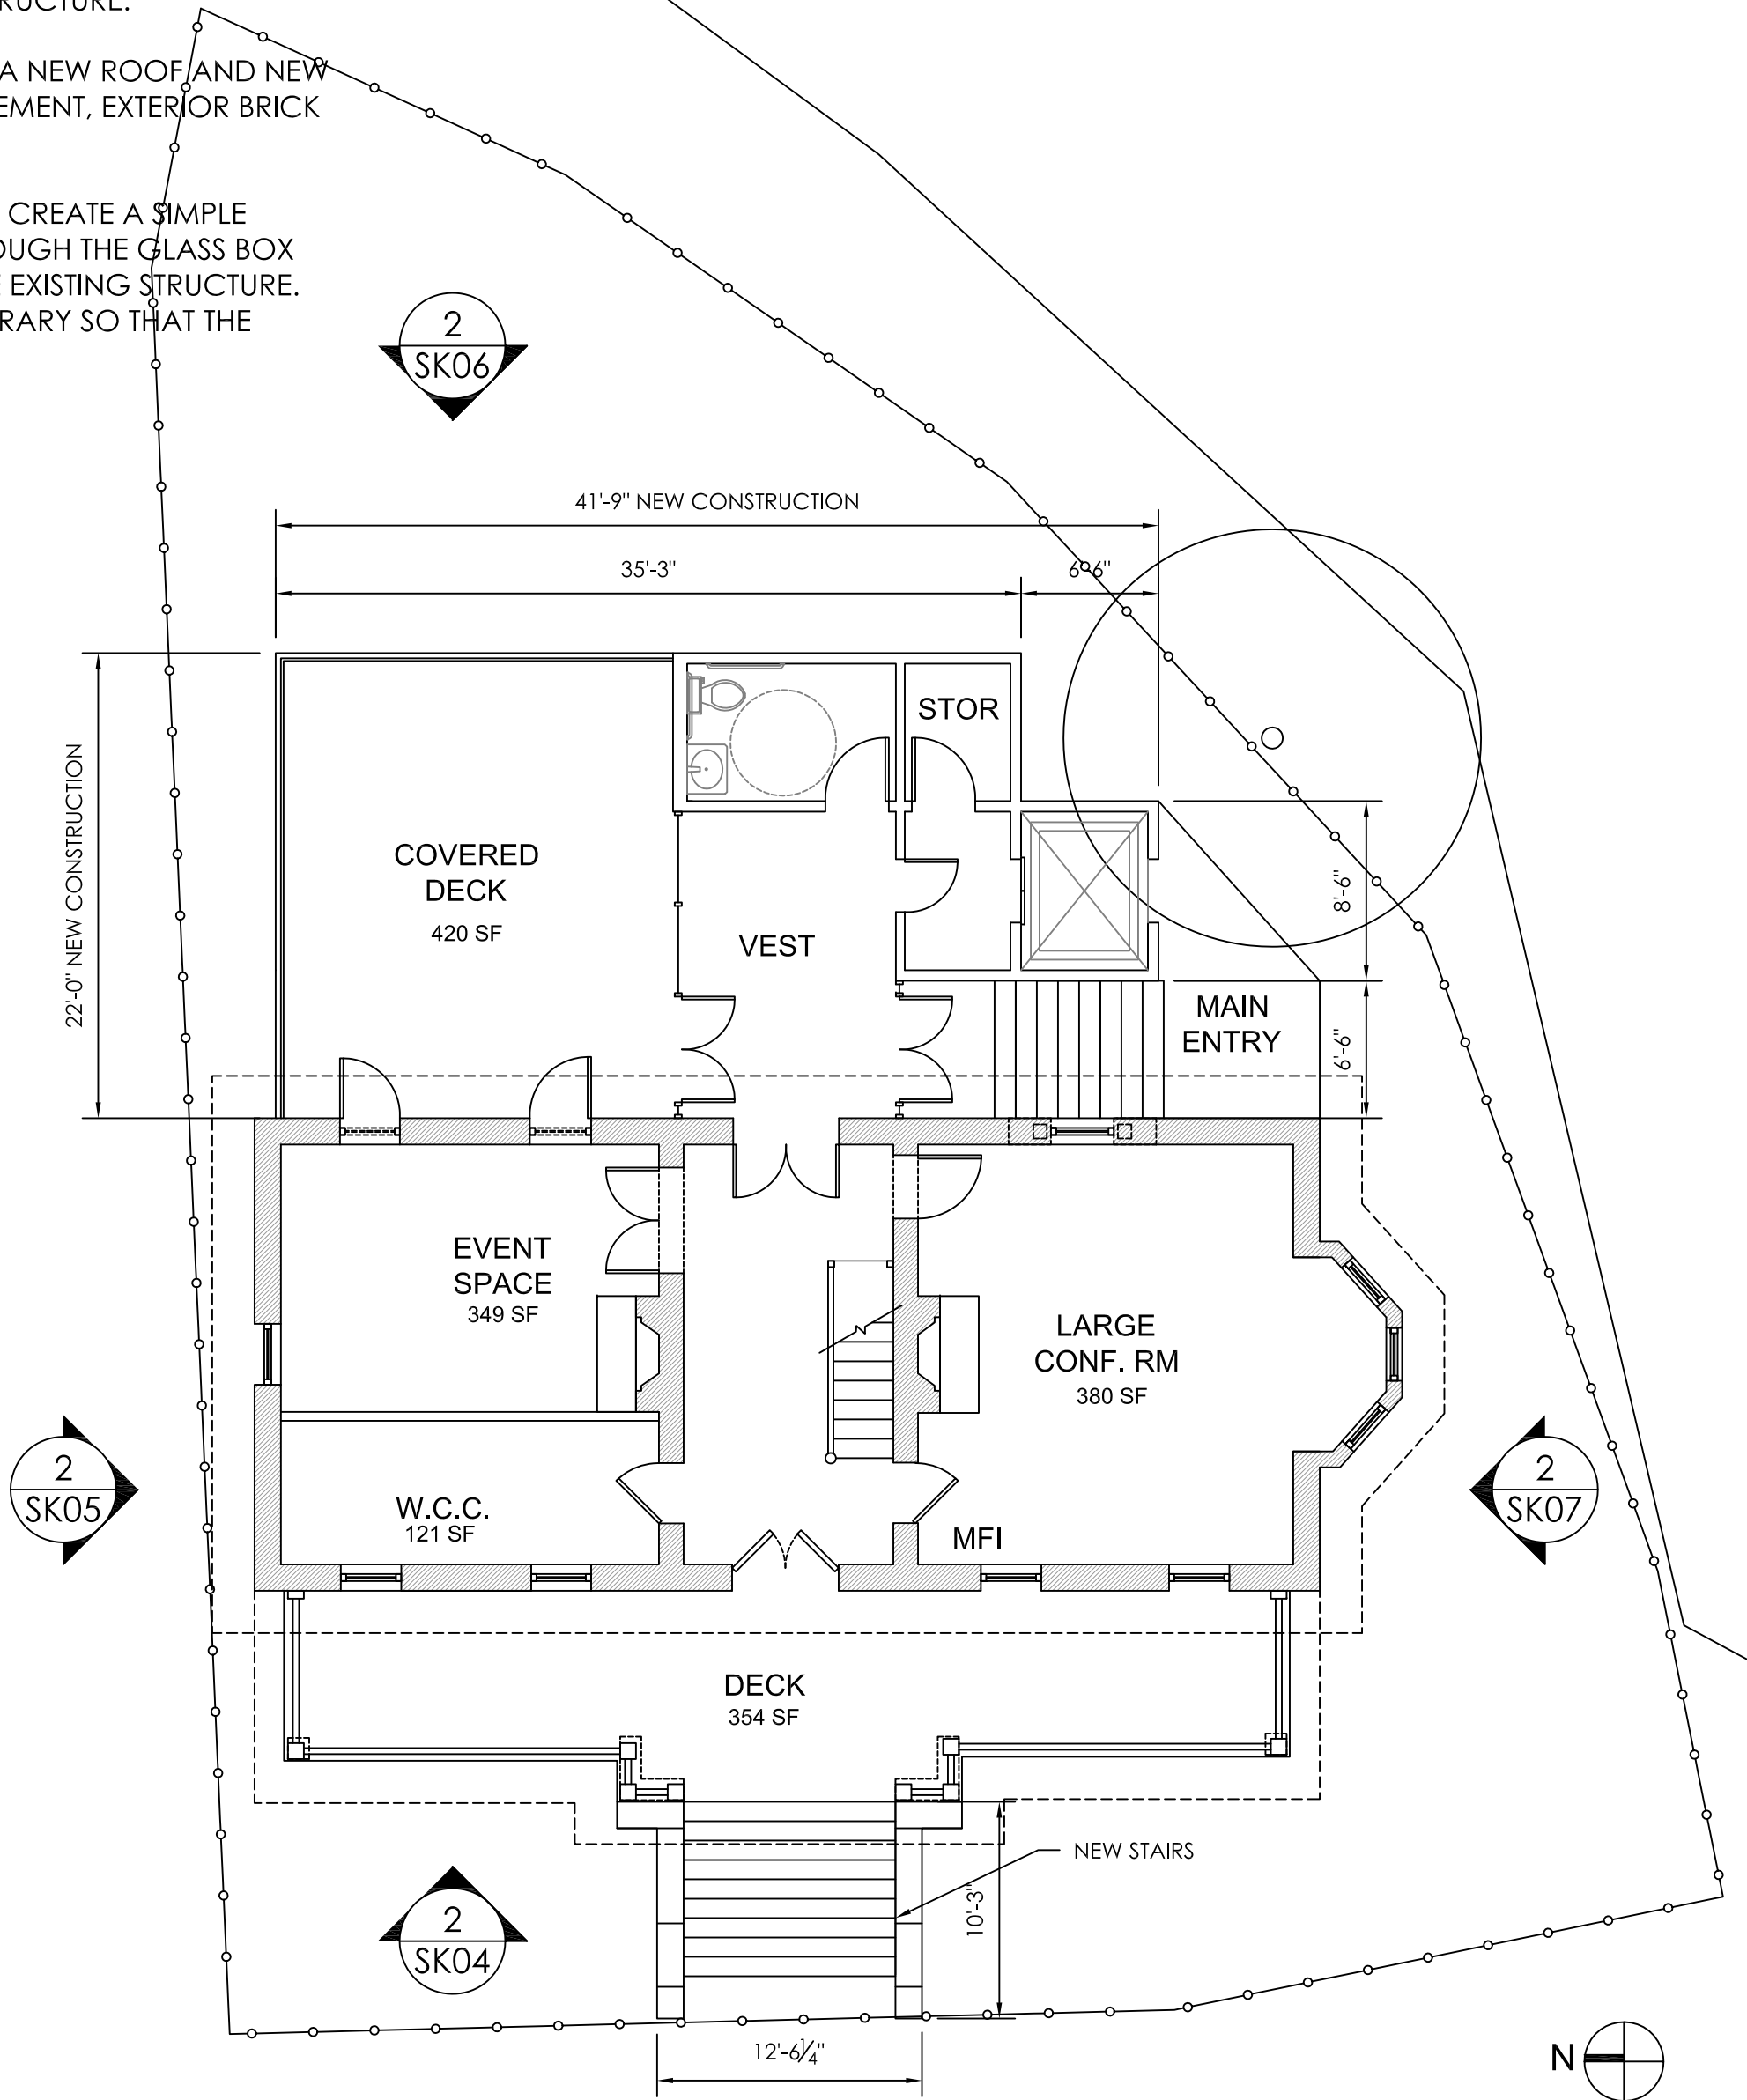 RUCTURE.
A NEW ROOF AND NEW
EMENT, EXTERIOR BRICK
CREATE A SIMPLE
OUGH THE GLASS BOX
E EXISTING STRUCTURE.
RARY SO THAT THE
2
SK06
41'-9" NEW CONSTRUCTION
35'-3"
6'-6"
22'-0" NEW CONSTRUCTION
STOR
COVERED
DECK
420 SF
VEST
8'-6"
MAIN
ENTRY
6'-6"
EVENT
SPACE
349 SF
LARGE
CONF. RM
380 SF
2
SK05
W.C.C.
121 SF
MFI
2
SK07
DECK
354 SF
NEW STAIRS
10'-3"
2
SK04
12'-6¼"
N